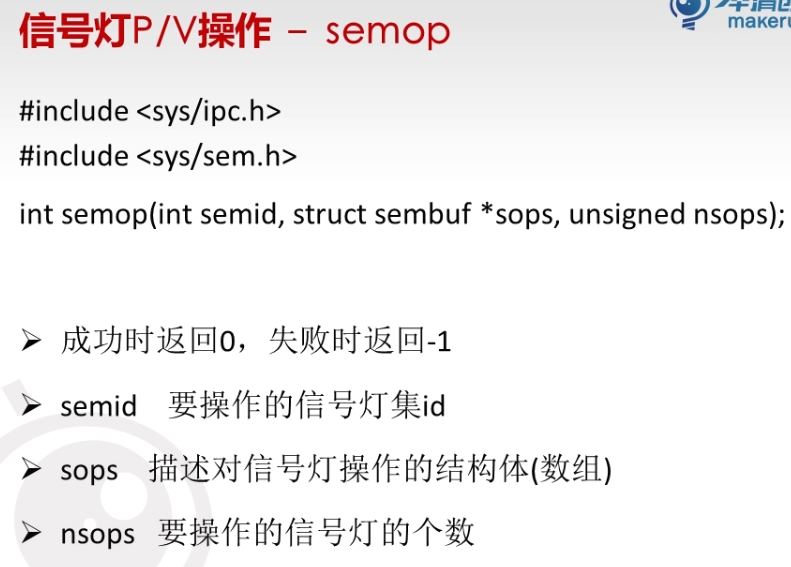 信号灯P/V操作 – semop
makeru
#include <sys/ipc.h>
#include <sys/sem.h>
int semop(int semid, struct sembuf *sops, unsigned nsops);
➢ 成功时返回0，失败时返回-1
➢ semid 要操作的信号灯集id
➢ sops 描述对信号灯操作的结构体(数组)
➢ nsops 要操作的信号灯的个数